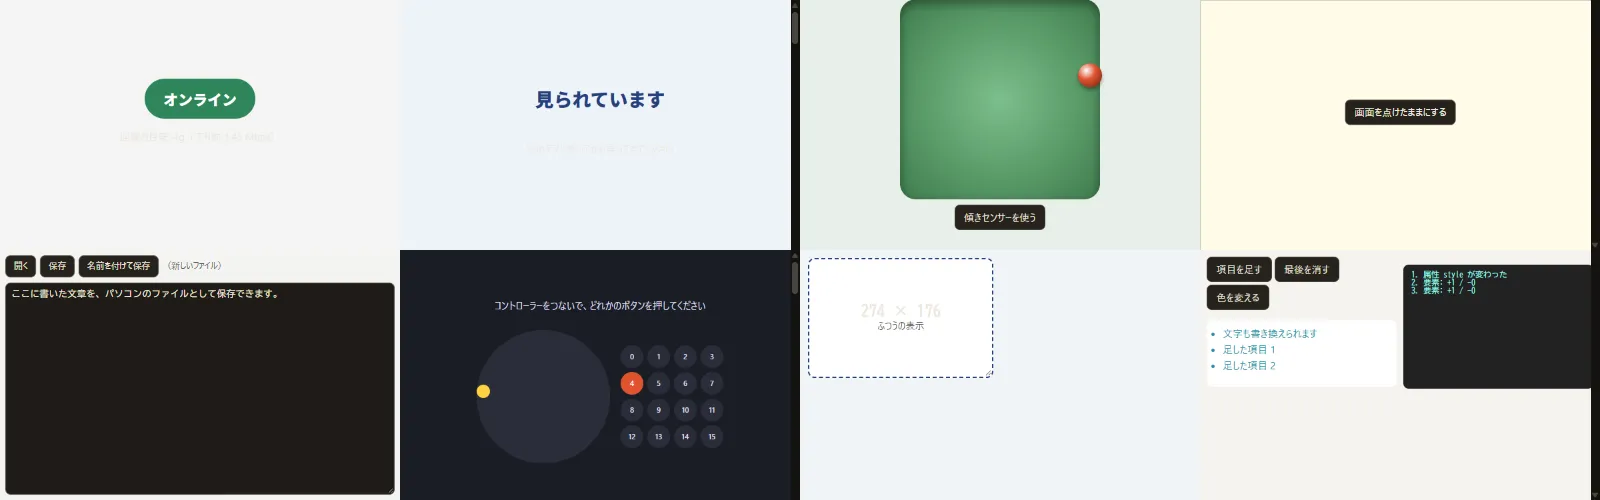 オンライン
見られています
傾きセンサーを使う
画面を点けたままにする
開く 保存 名前を付けて保存 (新しいファイル)
ここに書いた文章を、パソコンのファイルとして保存できます。
コントローラーをつないで、どれかのボタンを押してください
0 1 2 3
4 5 6 7
8 9 10 11
12 13 14 15
274 × 176
ふつうの表示
項目を足す 最後を消す
色を変える
文字も書き換えられます
足した項目 1
足した項目 2
1. 属性 style が変わった
2. 要素: +1 / -0
3. 要素: +1 / -0